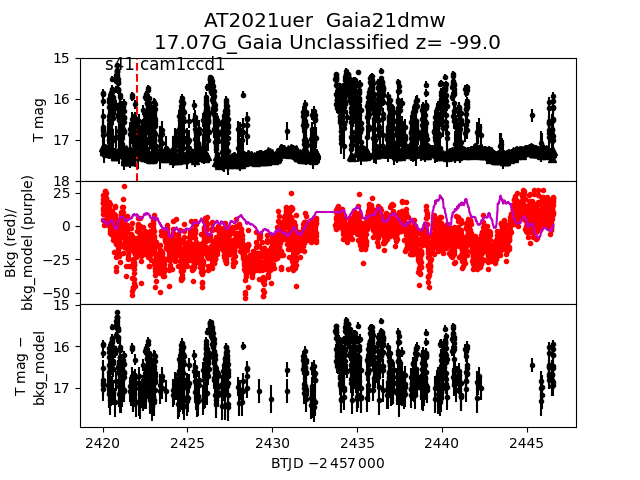 AT2021uer  Gaia21dmw
17.07G_Gaia Unclassified z= -99.0
s41 cam1ccd1
15
16
17
18
T mag
25
0
−25
−50
Bkg (red)/
bkg_model (purple)
15
16
17
T mag −
bkg_model
2420
2425
2430
2435
2440
2445
BTJD −2 457 000